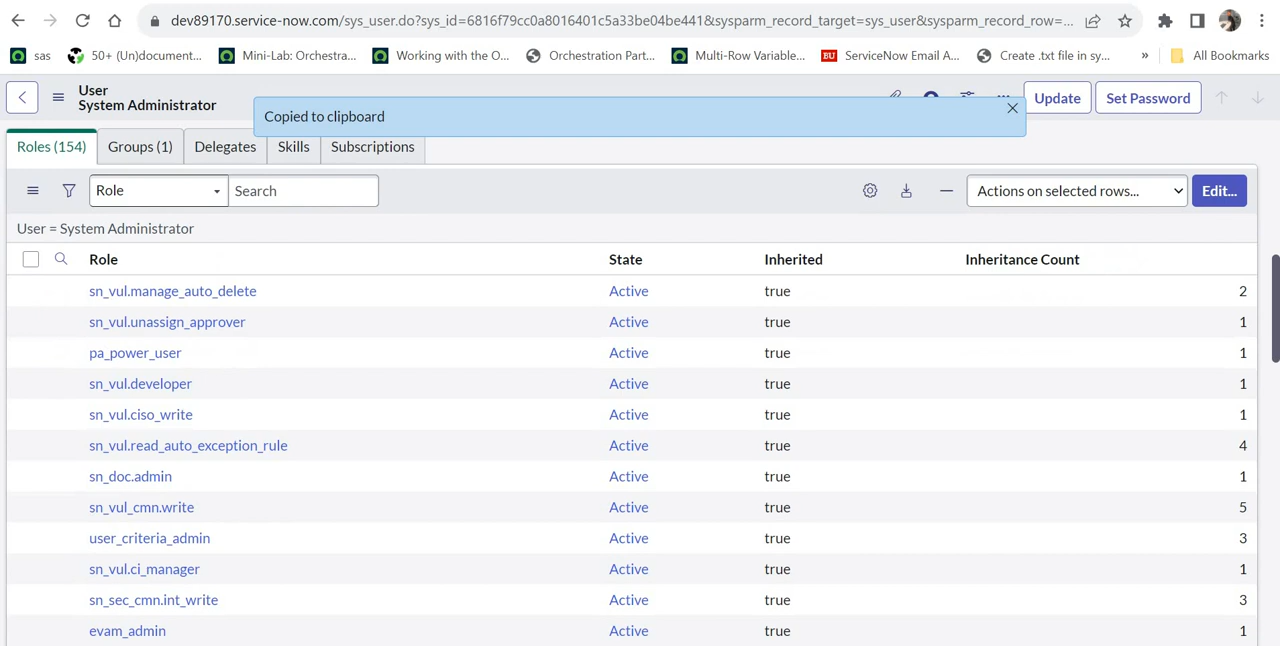 dev89170.service-now.com/sys_user.do?sys_id=6816f79cc0a8016401c5a33be04be441&sysparm_record_target=sys_user&sysparm_record_row=...
sas 50+ (Un)document... Mini-Lab: Orchestra... Working with the O... Orchestration Part... Multi-Row Variable... BU ServiceNow Email A... Create .txt file in sy... » All Bookmarks
User
System Administrator
Copied to clipboard
Update Set Password
Roles (154) Groups (1) Delegates Skills Subscriptions
Role Search Actions on selected rows... Edit...
User = System Administrator
Role State Inherited Inheritance Count
sn_vul.manage_auto_delete Active true 2
sn_vul.unassign_approver Active true 1
pa_power_user Active true 1
sn_vul.developer Active true 1
sn_vul.ciso_write Active true 1
sn_vul.read_auto_exception_rule Active true 4
sn_doc.admin Active true 1
sn_vul_cmn.write Active true 5
user_criteria_admin Active true 3
sn_vul.ci_manager Active true 1
sn_sec_cmn.int_write Active true 3
evam_admin Active true 1